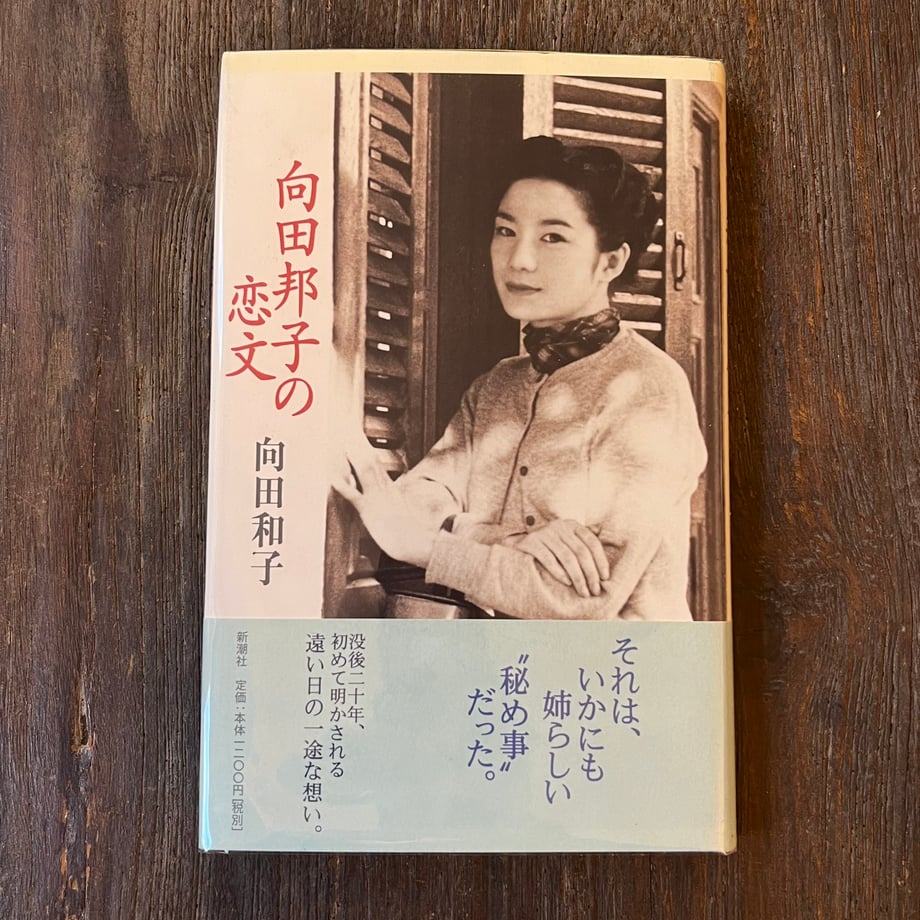 向田邦子の
恋文
向田和子
それは、
いかにも
姉らしい
〝秘め事〟
だった。
没後二十年、
初めて明かされる
遠い日の一途な想い。
新潮社　定価：本体一二〇〇円［税別］